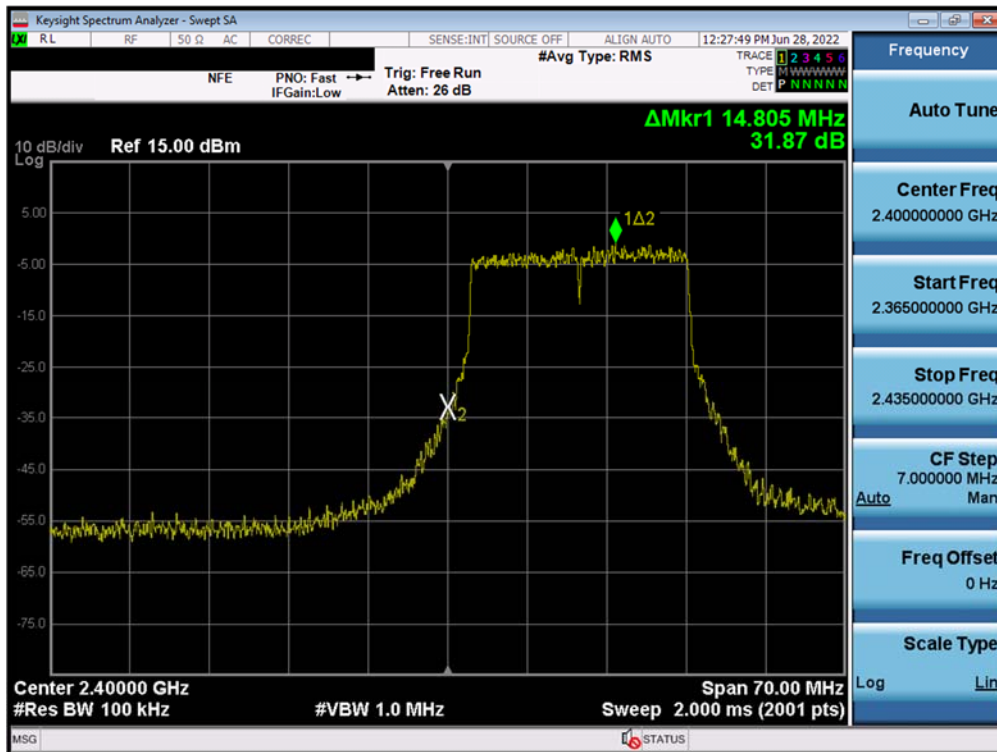 Keysight Spectrum Analyzer - Swept SA
LXI RL RF 50 Ω AC CORREC SENSE:INT SOURCE OFF ALIGN AUTO 12:27:49 PM Jun 28, 2022
NFE PNO: Fast Trig: Free Run #Avg Type: RMS TRACE 1 2 3 4 5 6
IFGain:Low Atten: 26 dB TYPE M W W W W W
DET P N N N N N
ΔMkr1 14.805 MHz
31.87 dB
10 dB/div Ref 15.00 dBm
Log
5.00
-5.00
-15.0
-25.0
-35.0
-45.0
-55.0
-65.0
-75.0
1Δ2
X2
Center 2.40000 GHz Span 70.00 MHz
#Res BW 100 kHz #VBW 1.0 MHz Sweep 2.000 ms (2001 pts)
MSG STATUS
Frequency
Auto Tune
Center Freq
2.400000000 GHz
Start Freq
2.365000000 GHz
Stop Freq
2.435000000 GHz
CF Step
7.000000 MHz
Auto Man
Freq Offset
0 Hz
Scale Type
Log Lin